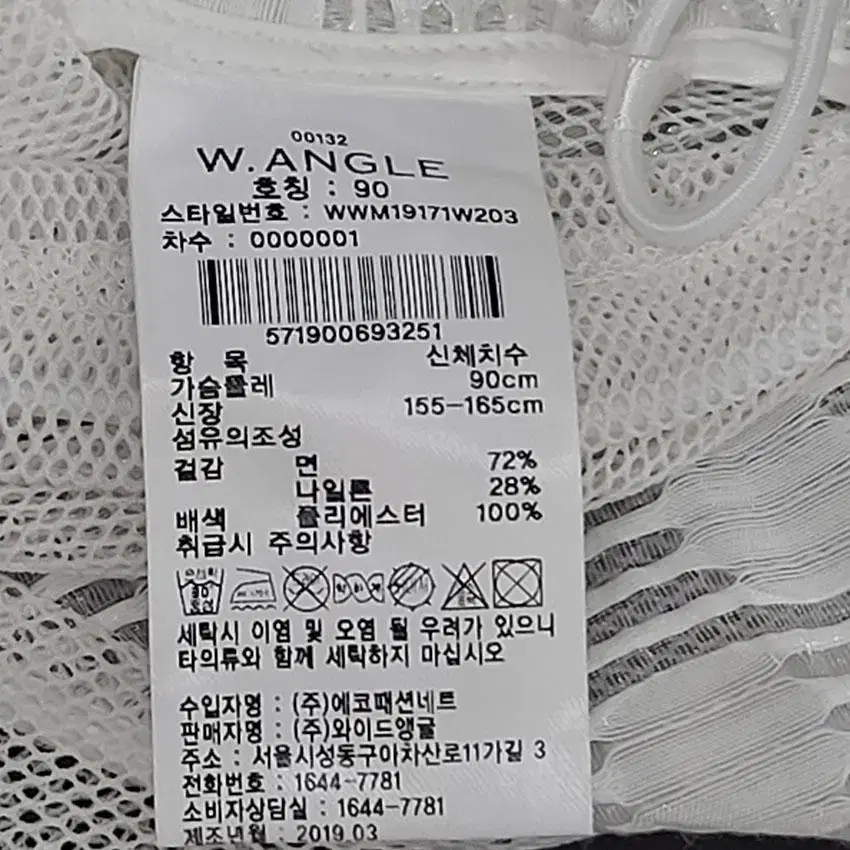 00132
W.ANGLE
호칭 : 90
스타일번호 : WWM19171W203
차수 : 0000001
571900693251
항 목 신체치수
가슴둘레 90cm
신장 155-165cm
섬유의조성
겉감 면 72%
나일론 28%
배색 폴리에스터 100%
취급시 주의사항
30 중성
세탁시 이염 및 오염 될 우려가 있으니
타의류와 함께 세탁하지 마십시오
수입자명 : (주)에코패션네트
판매자명 : (주)와이드앵글
주소 : 서울시성동구아차산로11가길 3
전화번호 : 1644-7781
소비자상담실 : 1644-7781
제조년월 : 2019.03